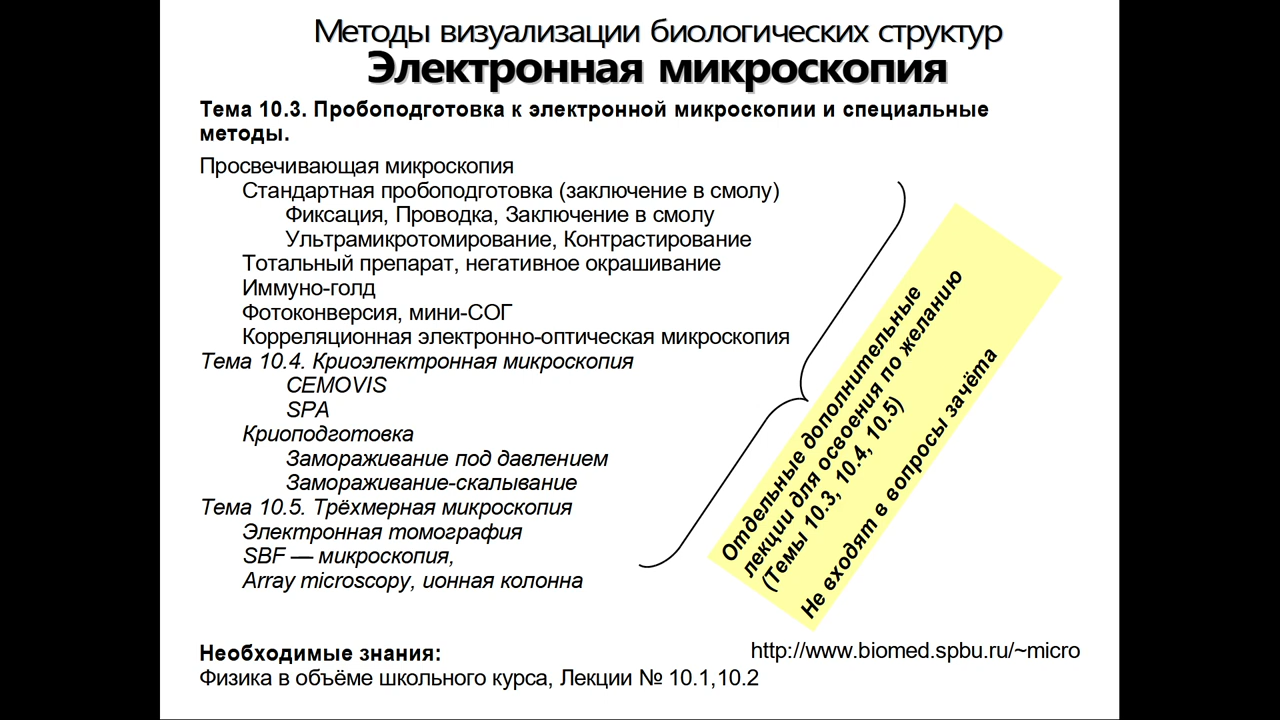 Методы визуализации биологических структур
Электронная микроскопия
Тема 10.3. Пробоподготовка к электронной микроскопии и специальные
методы.
Просвечивающая микроскопия
Стандартная пробоподготовка (заключение в смолу)
Фиксация, Проводка, Заключение в смолу
Ультрамикротомирование, Контрастирование
Тотальный препарат, негативное окрашивание
Иммуно-голд
Фотоконверсия, мини-СОГ
Корреляционная электронно-оптическая микроскопия
Тема 10.4. Криоэлектронная микроскопия
CEMOVIS
SPA
Криоподготовка
Замораживание под давлением
Замораживание-скалывание
Тема 10.5. Трёхмерная микроскопия
Электронная томография
SBF — микроскопия,
Array microscopy, ионная колонна
Отдельные дополнительные
лекции для освоения по желанию
(Темы 10.3, 10.4, 10.5)
Не входят в вопросы зачёта
Необходимые знания:
Физика в объёме школьного курса, Лекции № 10.1,10.2
http://www.biomed.spbu.ru/~micro